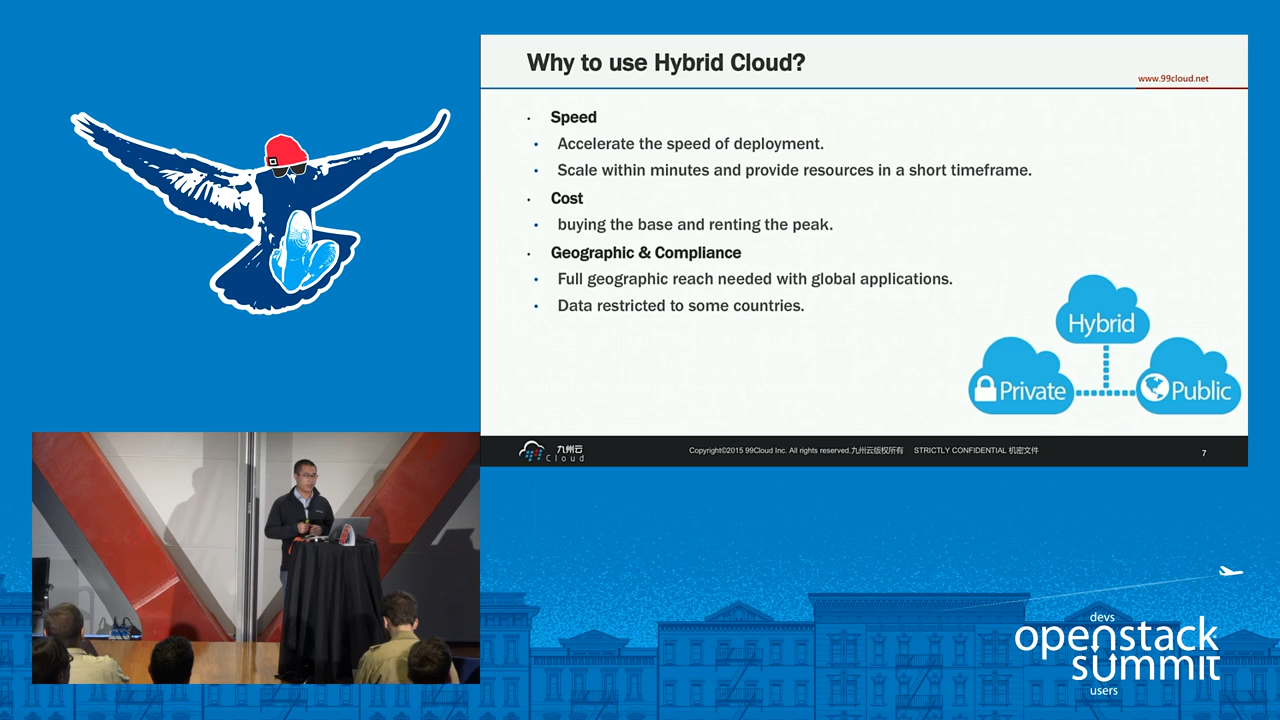 Why to use Hybrid Cloud?
www.99cloud.net
· Speed
· Accelerate the speed of deployment.
· Scale within minutes and provide resources in a short timeframe.
· Cost
· buying the base and renting the peak.
· Geographic & Compliance
· Full geographic reach needed with global applications.
· Data restricted to some countries.
Hybrid
Private
Public
九州云
Cloud
Copyright©2015 99Cloud Inc. All rights reserved.九州云版权所有 STRICTLY CONFIDENTIAL 机密文件
7
devs
openstack
summit
users